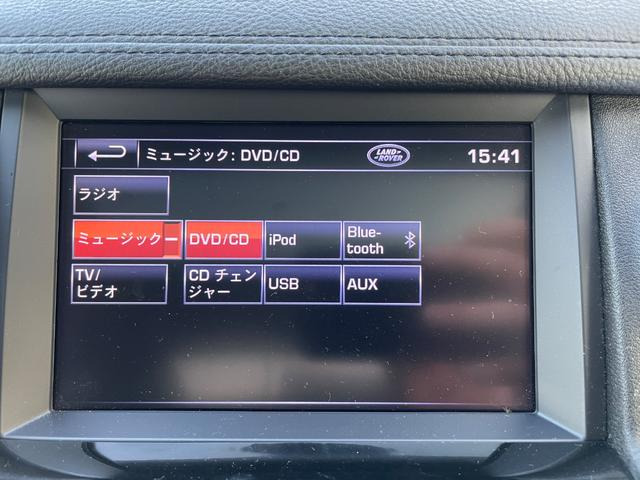 ミュージック: DVD/CD
LAND-
-ROVER
15:41
ラジオ
ミュージック
DVD/CD
iPod
Blue-
tooth
TV/
ビデオ
CD チェン
ジャー
USB
AUX